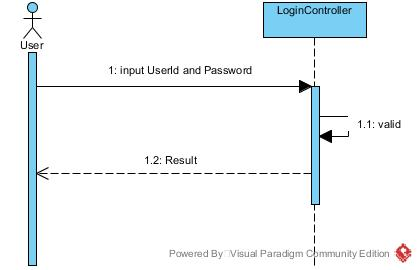 LoginController
User
1: input UserId and Password
1.1: valid
1.2: Result
Powered By Visual Paradigm Community Edition